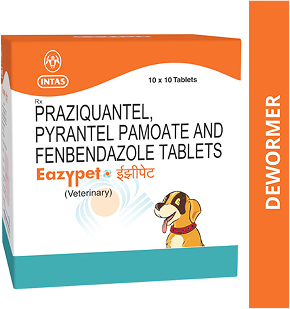 INTAS
10 x 10 Tablets
Rx
PRAZIQUANTEL,
PYRANTEL PAMOATE AND
FENBENDAZOLE TABLETS
Eazypet ईज़ीपेट
(Veterinary)
DEWORMER